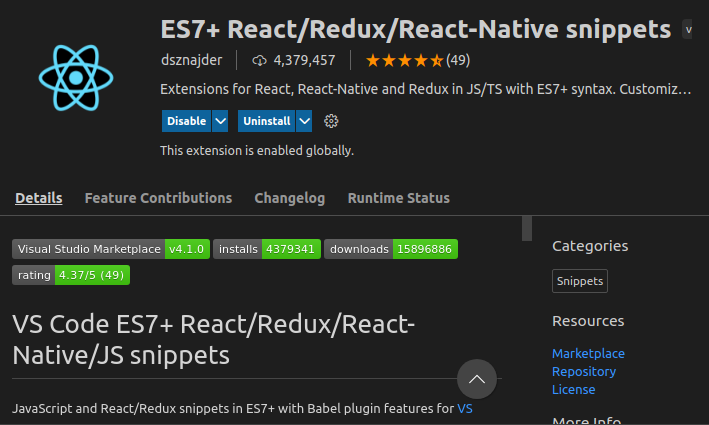 ES7+ React/Redux/React-Native snippets v
dsznajder 4,379,457 (49)
Extensions for React, React-Native and Redux in JS/TS with ES7+ syntax. Customiz...
Disable Uninstall
This extension is enabled globally.
Details Feature Contributions Changelog Runtime Status
Visual Studio Marketplace v4.1.0 installs 4379341 downloads 15896886
rating 4.37/5 (49)
VS Code ES7+ React/Redux/React-
Native/JS snippets
JavaScript and React/Redux snippets in ES7+ with Babel plugin features for VS
Categories
Snippets
Resources
Marketplace
Repository
License
More Info